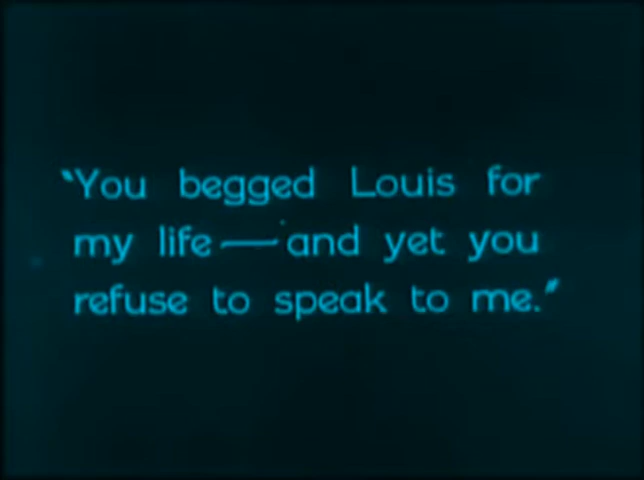 "You begged Louis for
my life — and yet you
refuse to speak to me."